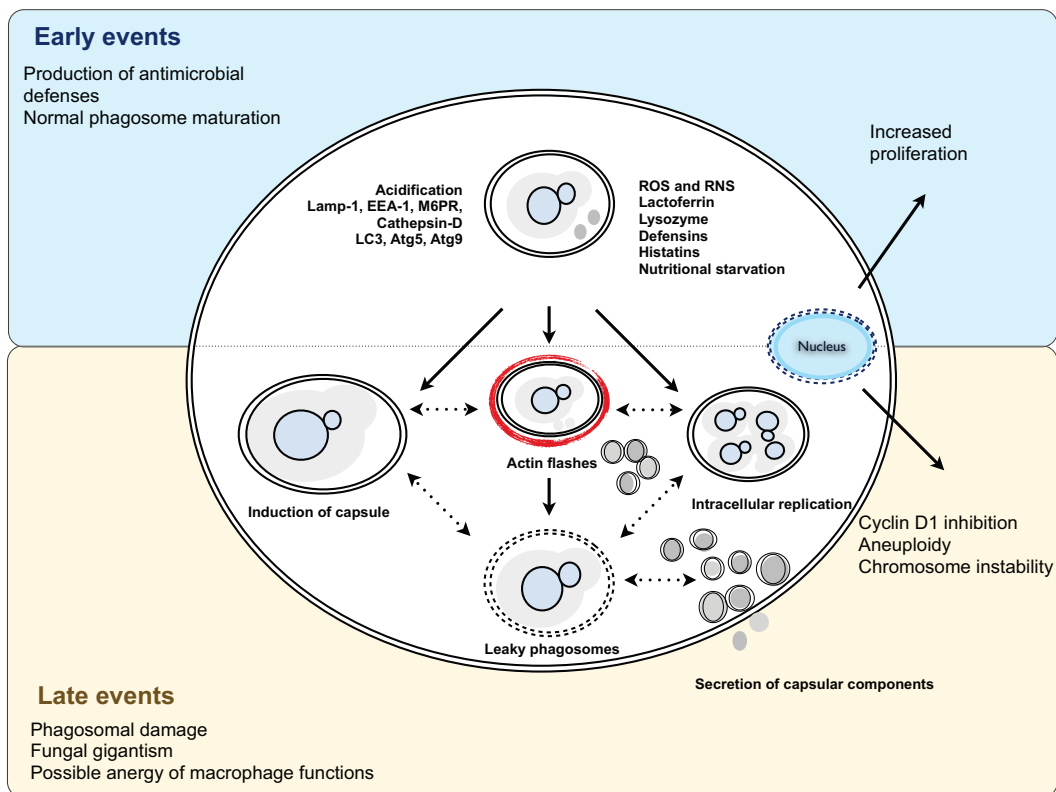 Early events
Production of antimicrobial
defenses
Normal phagosome maturation
Increased
proliferation
Acidification
Lamp-1, EEA-1, M6PR,
Cathepsin-D
LC3, Atg5, Atg9
ROS and RNS
Lactoferrin
Lysozyme
Defensins
Histatins
Nutritional starvation
Nucleus
Actin flashes
Induction of capsule
Intracellular replication
Cyclin D1 inhibition
Aneuploidy
Chromosome instability
Leaky phagosomes
Secretion of capsular components
Late events
Phagosomal damage
Fungal gigantism
Possible anergy of macrophage functions